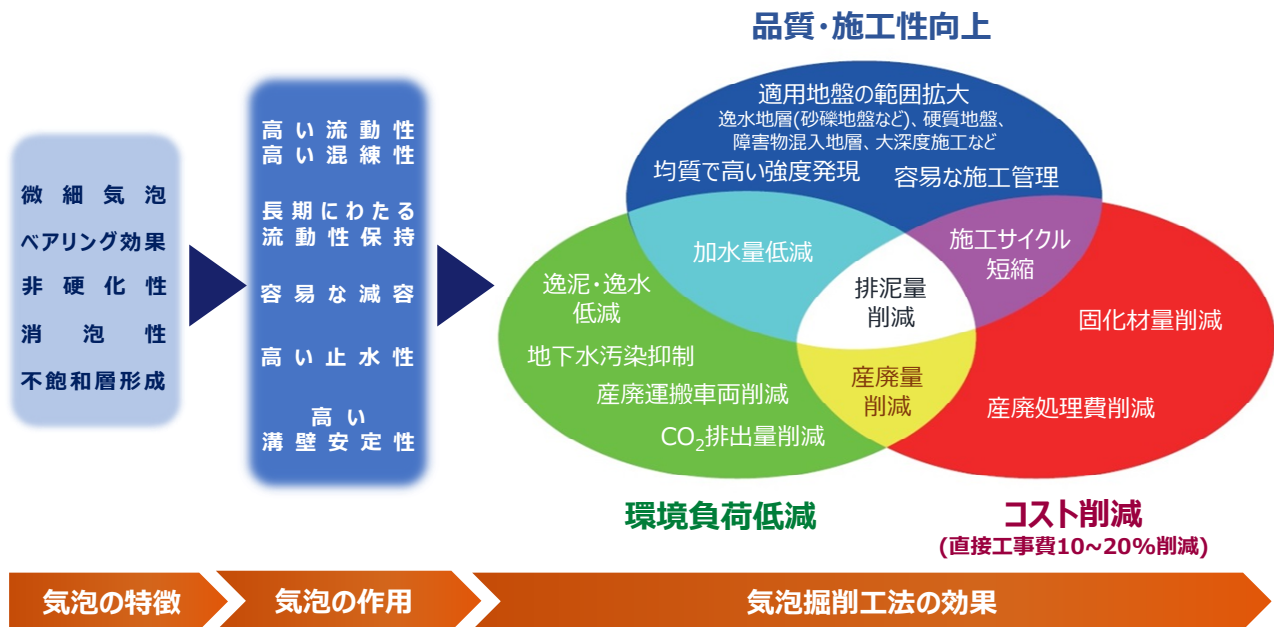 微細気泡
ベアリング効果
非硬化性
消泡性
不飽和層形成
高い流動性
高い混練性
長期にわたる
流動性保持
容易な減容
高い止水性
高い
溝壁安定性
品質・施工性向上
適用地盤の範囲拡大
逸水地層(砂礫地盤など)、硬質地盤、
障害物混入地層、大深度施工など
均質で高い強度発現
容易な施工管理
加水量低減
施工サイクル
短縮
排泥量
削減
逸泥・逸水
低減
地下水汚染抑制
産廃運搬車両削減
CO₂排出量削減
産廃量
削減
固化材量削減
産廃処理費削減
環境負荷低減
コスト削減
(直接工事費10~20%削減)
気泡の特徴
気泡の作用
気泡掘削工法の効果